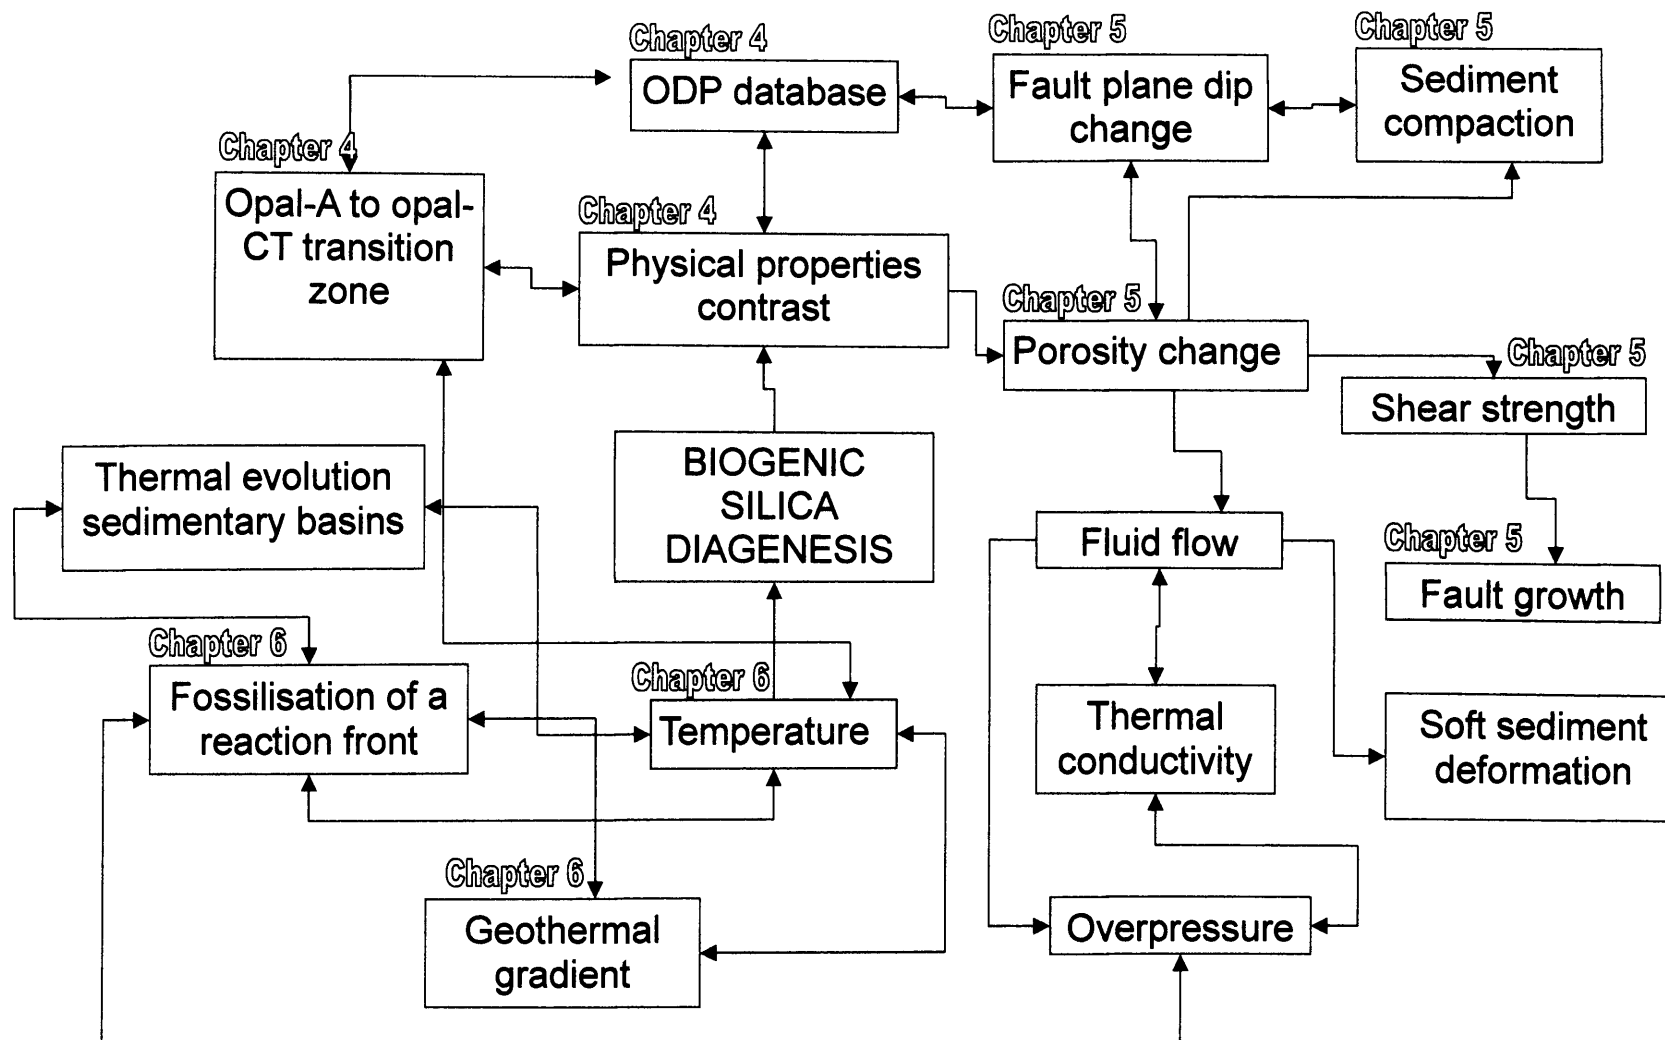 Chapter 4
ODP database
Chapter 5
Fault plane dip
change
Chapter 5
Sediment
compaction
Chapter 4
Opal-A to opal-
CT transition
zone
Chapter 4
Physical properties
contrast
Chapter 5
Porosity change
Chapter 5
Shear strength
Thermal evolution
sedimentary basins
BIOGENIC
SILICA
DIAGENESIS
Fluid flow
Chapter 5
Fault growth
Chapter 6
Fossilisation of a
reaction front
Chapter 6
Temperature
Thermal
conductivity
Soft sediment
deformation
Chapter 6
Geothermal
gradient
Overpressure